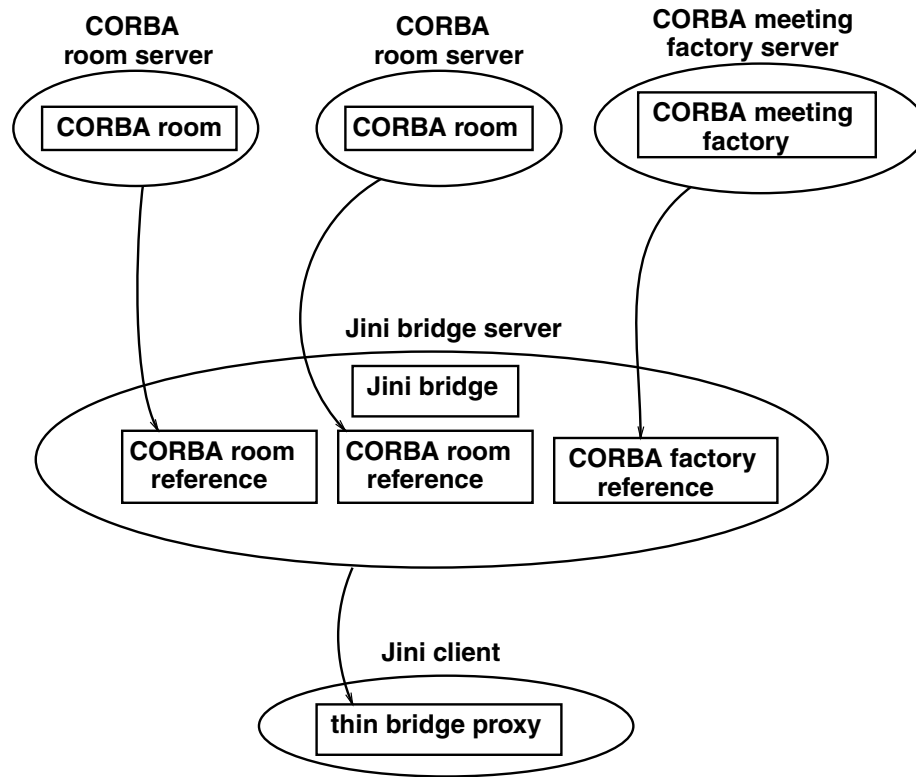 CORBA
room server
CORBA
room server
CORBA meeting
factory server
CORBA room
CORBA room
CORBA meeting
factory
Jini bridge server
Jini bridge
CORBA room
reference
CORBA room
reference
CORBA factory
reference
Jini client
thin bridge proxy